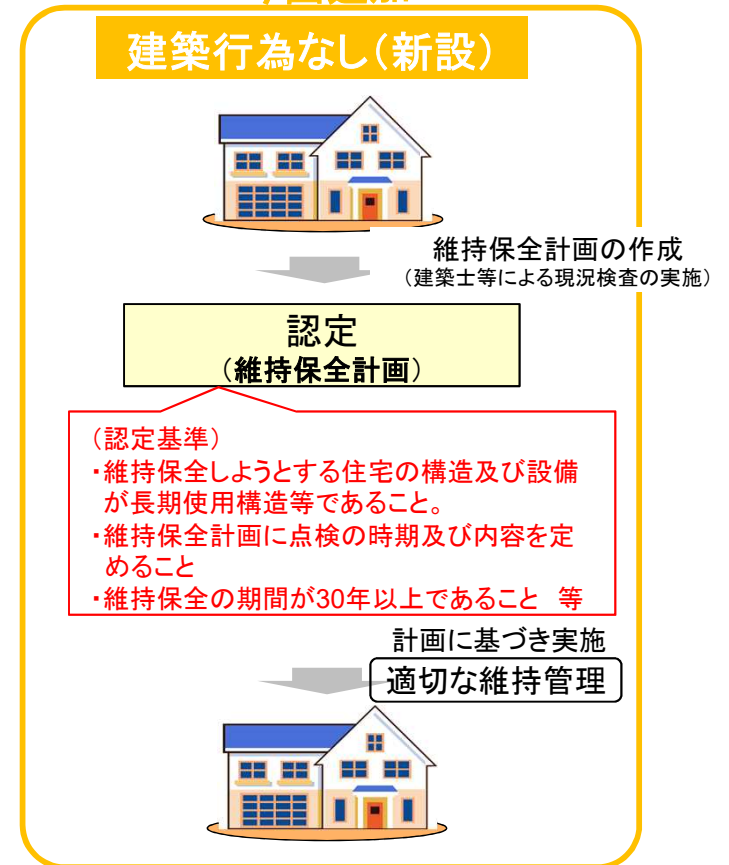 建築行為なし（新設）
維持保全計画の作成
（建築士等による現況検査の実施）
認定
（維持保全計画）
（認定基準）
・維持保全しようとする住宅の構造及び設備
が長期使用構造等であること。
・維持保全計画に点検の時期及び内容を定
めること
・維持保全の期間が30年以上であること　等
計画に基づき実施
適切な維持管理